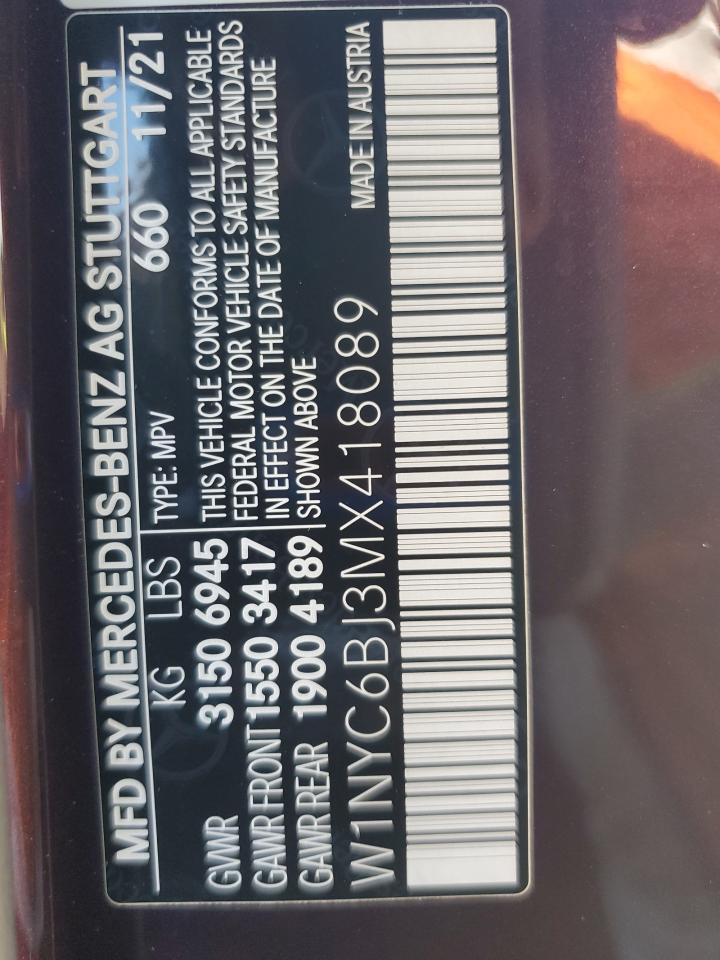 MFD BY MERCEDES-BENZ AG STUTTGART
KG LBS TYPE: MPV 660 11/21
GVWR 3150 6945 THIS VEHICLE CONFORMS TO ALL APPLICABLE
FEDERAL MOTOR VEHICLE SAFETY STANDARDS
GAWR FRONT 1550 3417 IN EFFECT ON THE DATE OF MANUFACTURE
GAWR REAR 1900 4189 SHOWN ABOVE
W1NYC6BJ3MX418089 MADE IN AUSTRIA